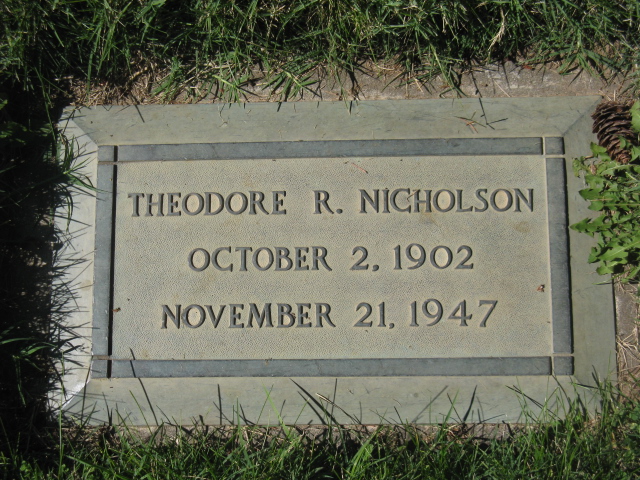 THEODORE R. NICHOLSON
OCTOBER 2, 1902
NOVEMBER 21, 1947